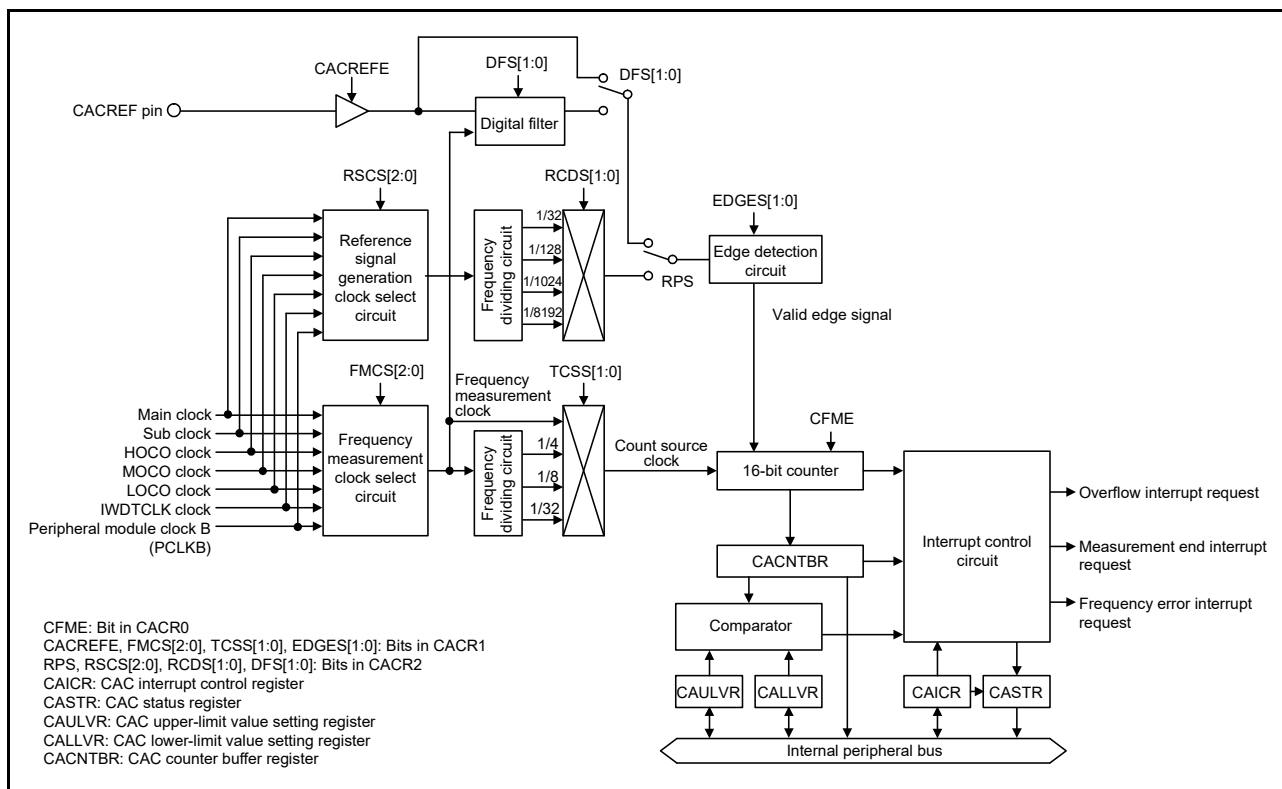 CACREFE
DFS[1:0]
DFS[1:0]
CACREF pin
Digital filter
RSCS[2:0]
RCDS[1:0]
EDGES[1:0]
Reference
signal
generation
clock select
circuit
Frequency
dividing circuit
1/32
1/128
1/1024
1/8192
RPS
Edge detection
circuit
Valid edge signal
FMCS[2:0]
Frequency
measurement
clock
TCSS[1:0]
Main clock
Sub clock
HOCO clock
MOCO clock
LOCO clock
IWDTCLK clock
Peripheral module clock B
(PCLKB)
Frequency
measurement
clock select
circuit
Frequency
dividing circuit
1/4
1/8
1/32
Count source
clock
CFME
16-bit counter
CACNTBR
Comparator
Interrupt control
circuit
Overflow interrupt request
Measurement end interrupt
request
Frequency error interrupt
request
CAULVR
CALLVR
CAICR
CASTR
Internal peripheral bus
CFME: Bit in CACR0
CACREFE, FMCS[2:0], TCSS[1:0], EDGES[1:0]: Bits in CACR1
RPS, RSCS[2:0], RCDS[1:0], DFS[1:0]: Bits in CACR2
CAICR: CAC interrupt control register
CASTR: CAC status register
CAULVR: CAC upper-limit value setting register
CALLVR: CAC lower-limit value setting register
CACNTBR: CAC counter buffer register